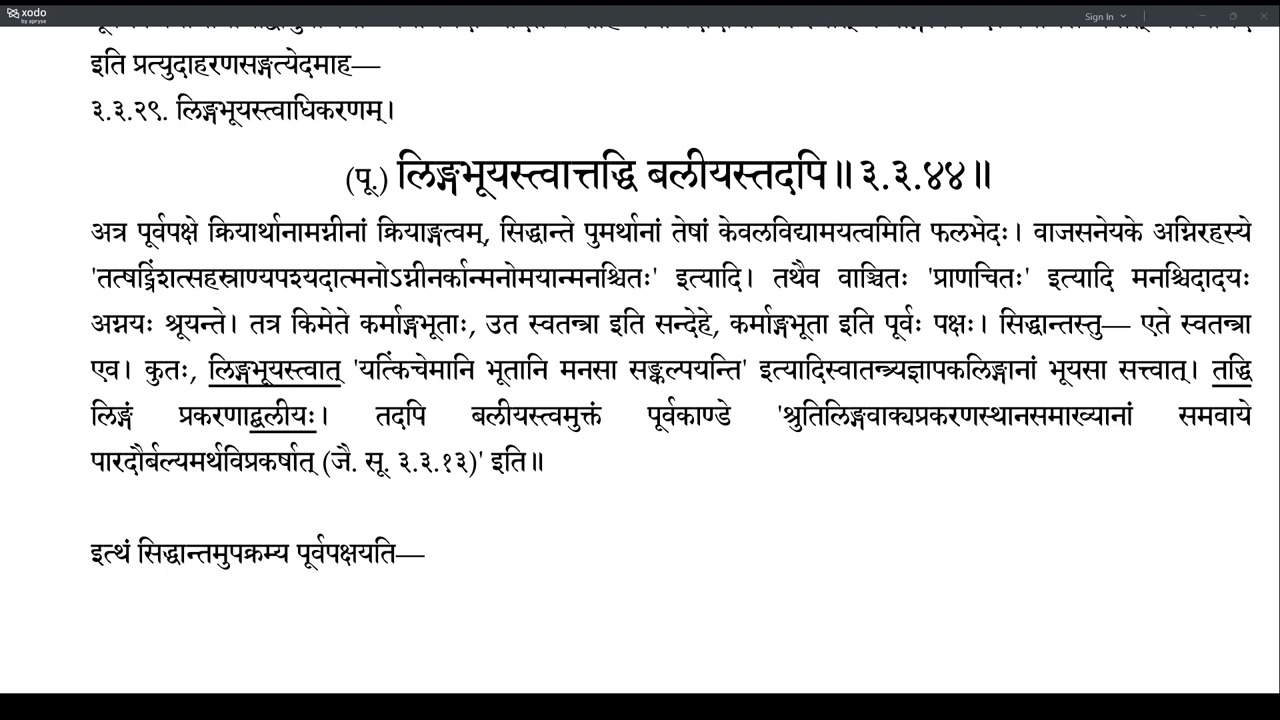 xodo
by apryse
Sign In
इति प्रत्युदाहरणसङ्गत्येदमाह—
३.३.२९. लिङ्गभूयस्त्वाधिकरणम्।
(पू.) लिङ्गभूयस्त्वात्तद्धि बलीयस्तदपि॥ ३.३.४४॥
अत्र पूर्वपक्षे क्रियार्थानामग्नीनां क्रियाङ्गत्वम्, सिद्धान्ते पुमर्थानां तेषां केवलविद्यामयत्वमिति फलभेदः। वाजसनेयके अग्निरहस्ये
'तत्षट्त्रिंशत्सहस्राण्यपश्यदात्मनोऽग्नीनर्कान्मनोमयान्मनश्चितः' इत्यादि। तथैव वाञ्चितः 'प्राणचितः' इत्यादि मनश्चिदादयः
अग्नयः श्रूयन्ते। तत्र किमेते कर्माङ्गभूताः, उत स्वतन्त्रा इति सन्देहे, कर्माङ्गभूता इति पूर्वः पक्षः। सिद्धान्तस्तु— एते स्वतन्त्रा
एव। कुतः, लिङ्गभूयस्त्वात् 'यत्किंचेमानि भूतानि मनसा सङ्कल्पयन्ति' इत्यादिस्वातन्त्र्यज्ञापकलिङ्गानां भूयसा सत्त्वात्। तद्धि
लिङ्गं प्रकरणाद्बलीयः। तदपि बलीयस्त्वमुक्तं पूर्वकाण्डे 'श्रुतिलिङ्गवाक्यप्रकरणस्थानसमाख्यानां समवाये
पारदौर्बल्यमर्थविप्रकर्षात् (जै. सू. ३.३.१३)' इति॥
इत्थं सिद्धान्तमुपक्रम्य पूर्वपक्षयति—